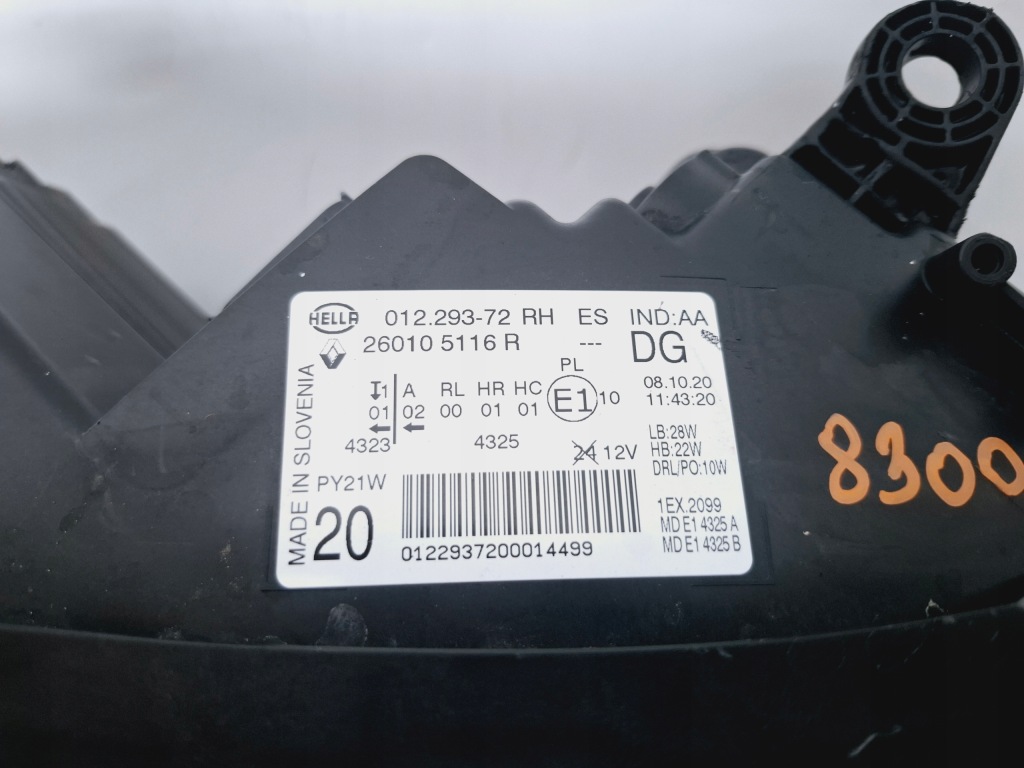 HELLA 012.293-72 RH ES IND:AA
26010 5116 R --- DG
PL
1 A RL HR HC E1 10 08.10.20
01 02 00 01 01 11:43:20
4323 4325 24 12V LB:28W
HB:22W
DRL/PO:10W
PY21W
20
1EX.2099
MD E1 4325 A
MD E1 4325 B
0122937200014499
MADE IN SLOVENIA
8300